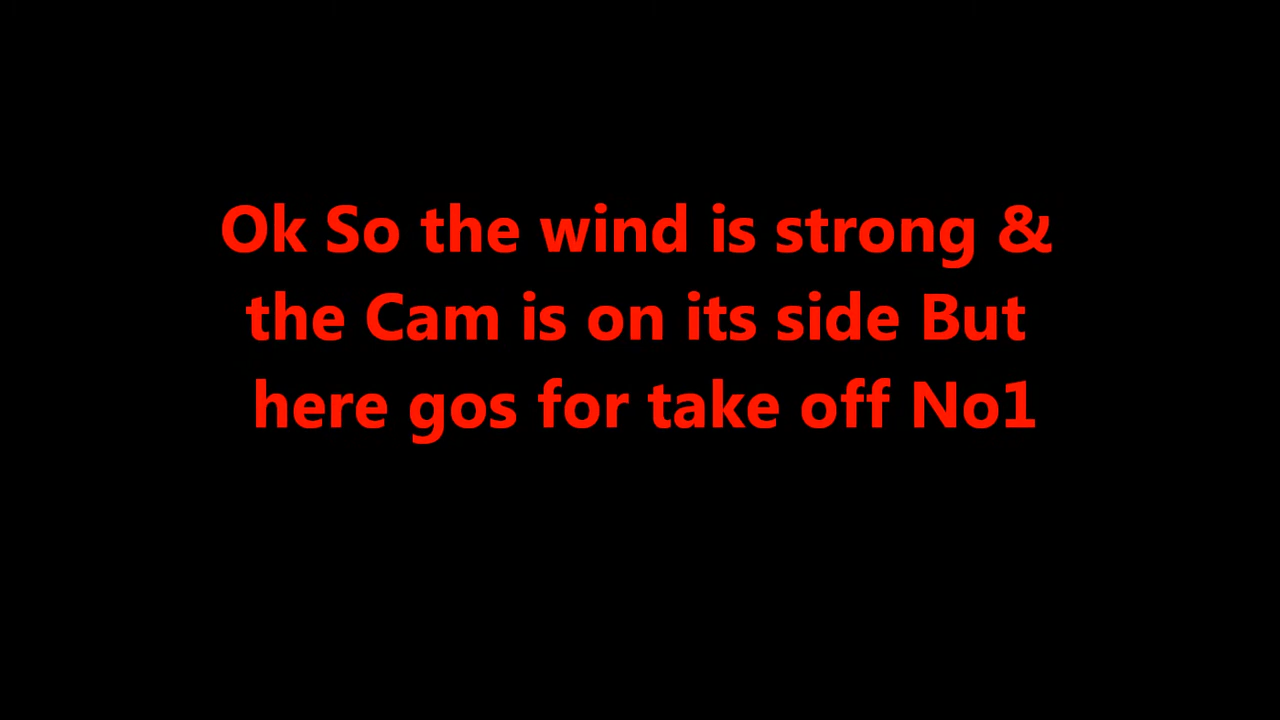 Ok So the wind is strong &
the Cam is on its side But
here gos for take off No1